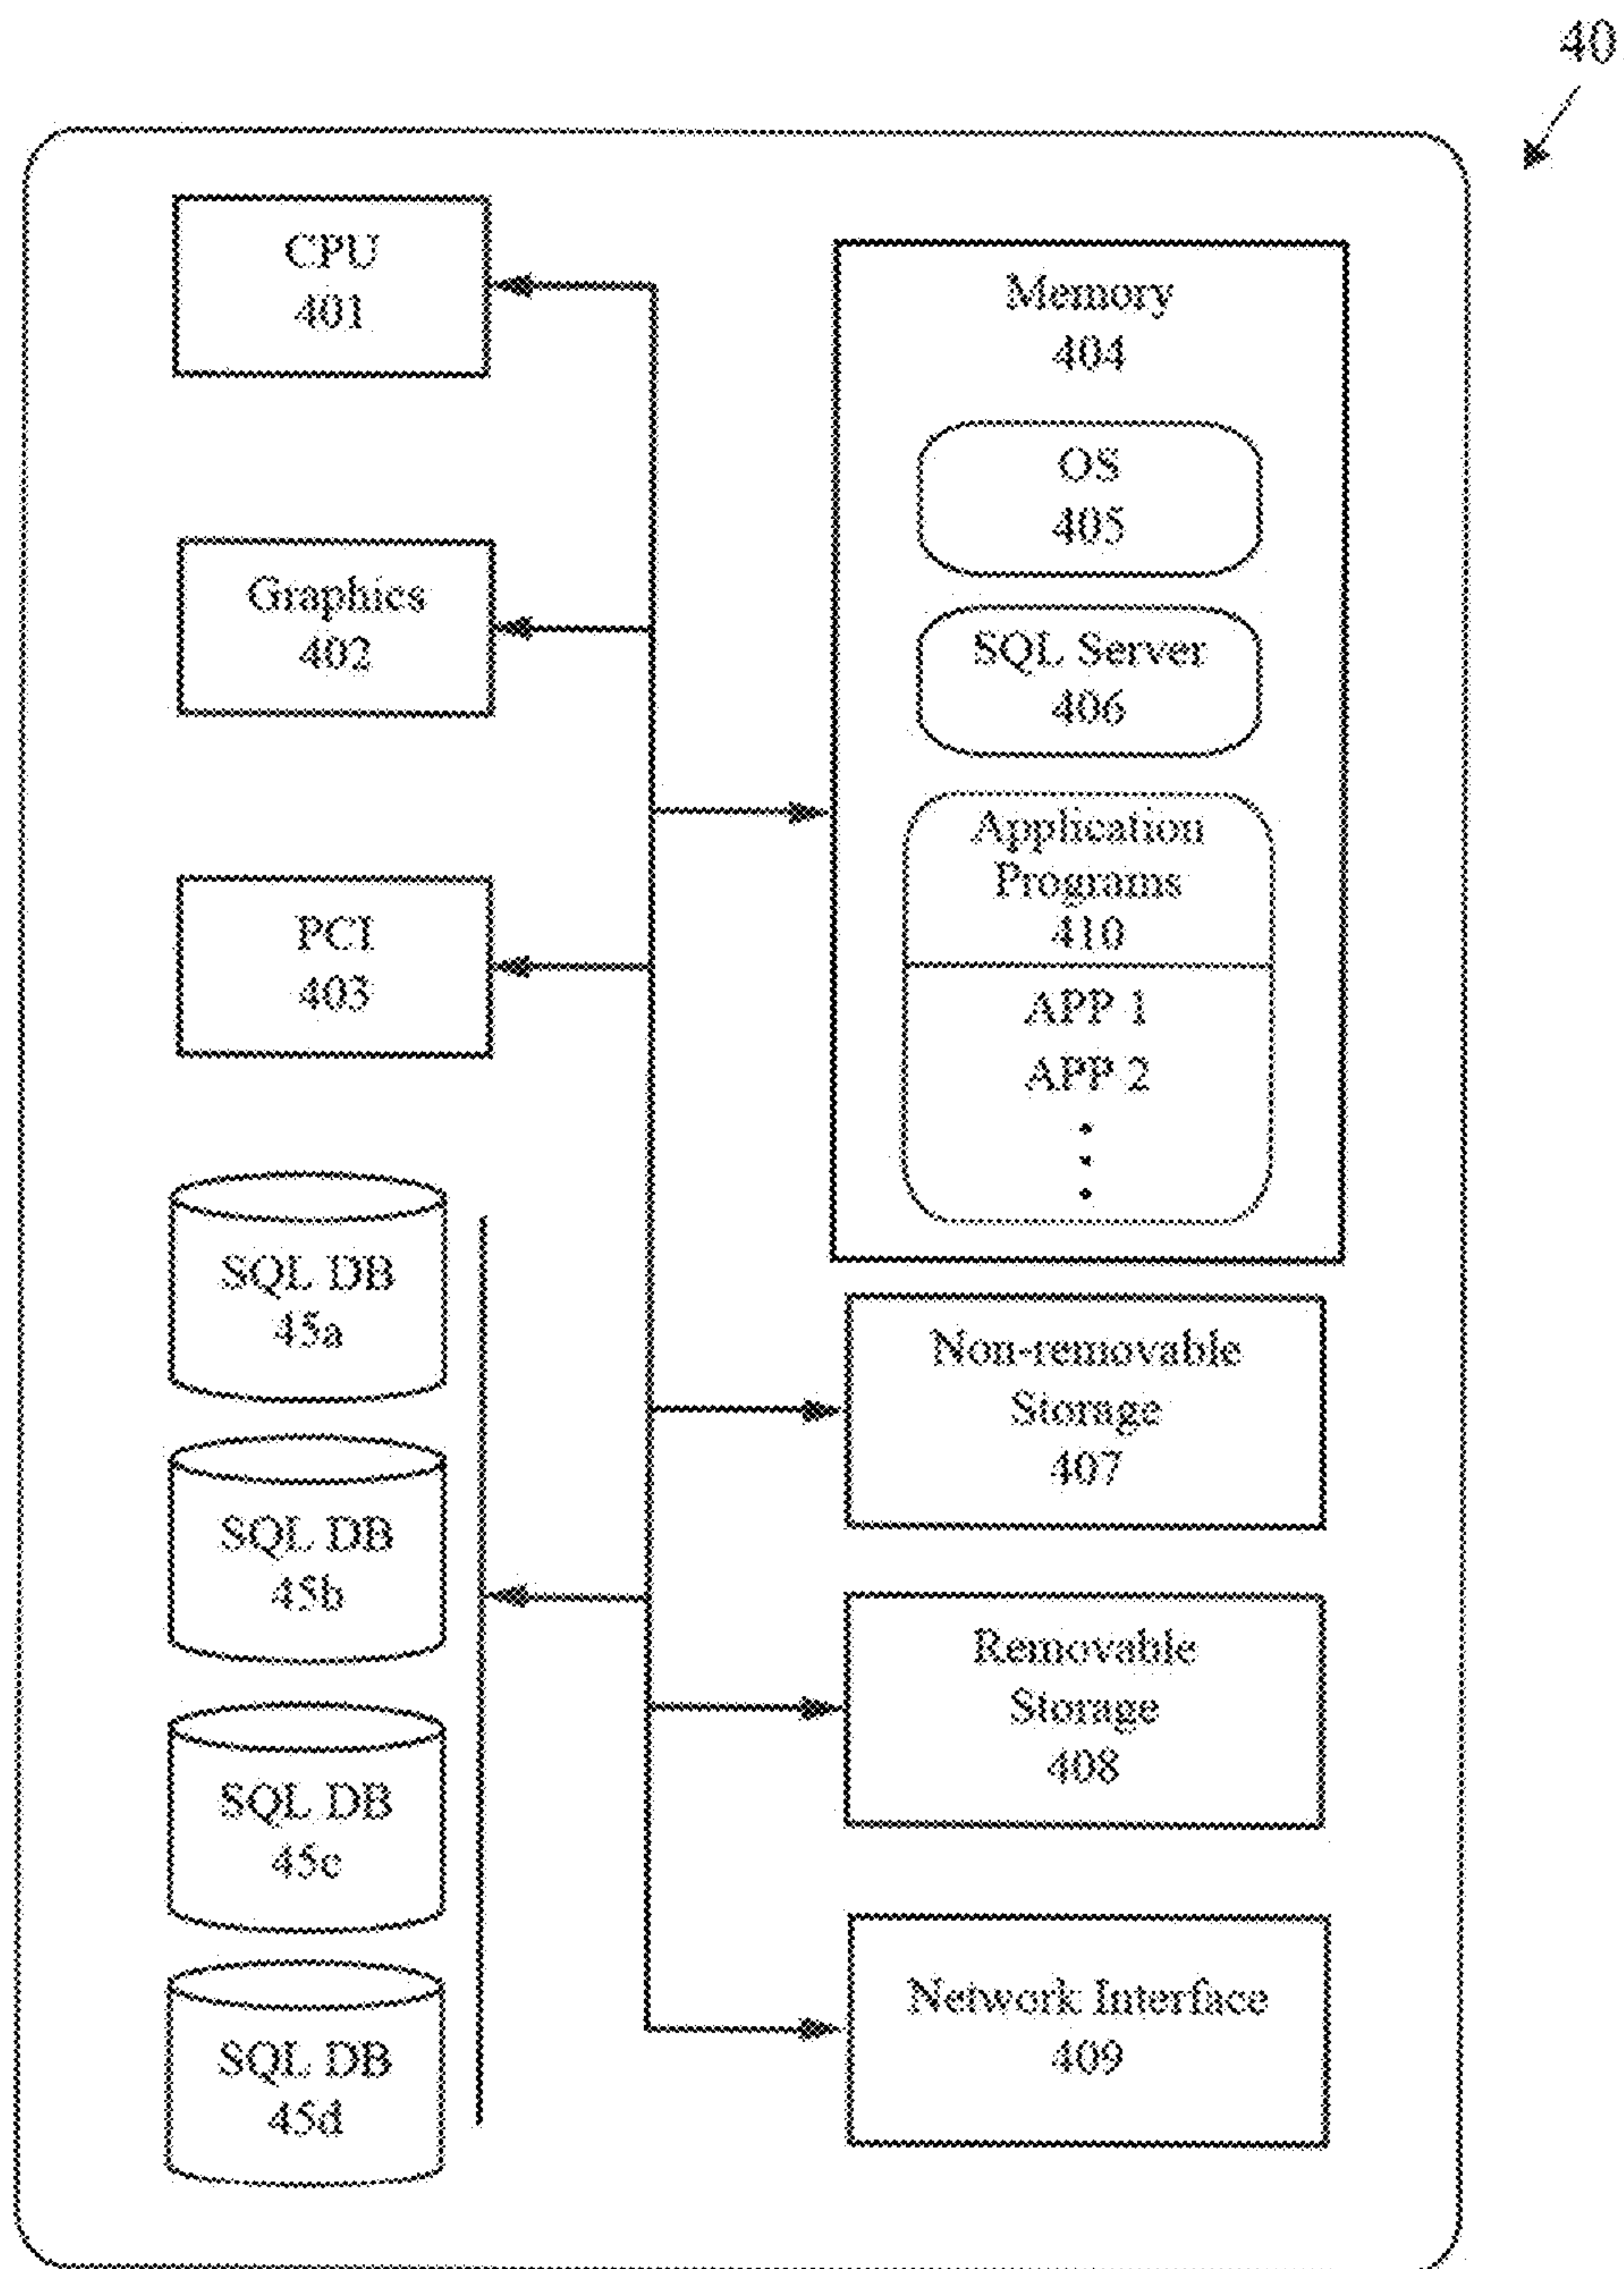 40
CPU
401
Graphics
402
PCI
403
SQL DB
45a
SQL DB
45b
SQL DB
45c
SQL DB
45d
Memory
404
OS
405
SQL Server
406
Application
Programs
410
APP 1
APP 2
Non-removable
Storage
407
Removable
Storage
408
Network Interface
409